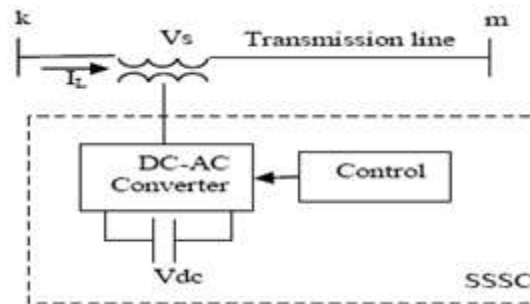 k
m
Vs
Transmission line
IL
DC-AC
Converter
Control
Vdc
SSSC